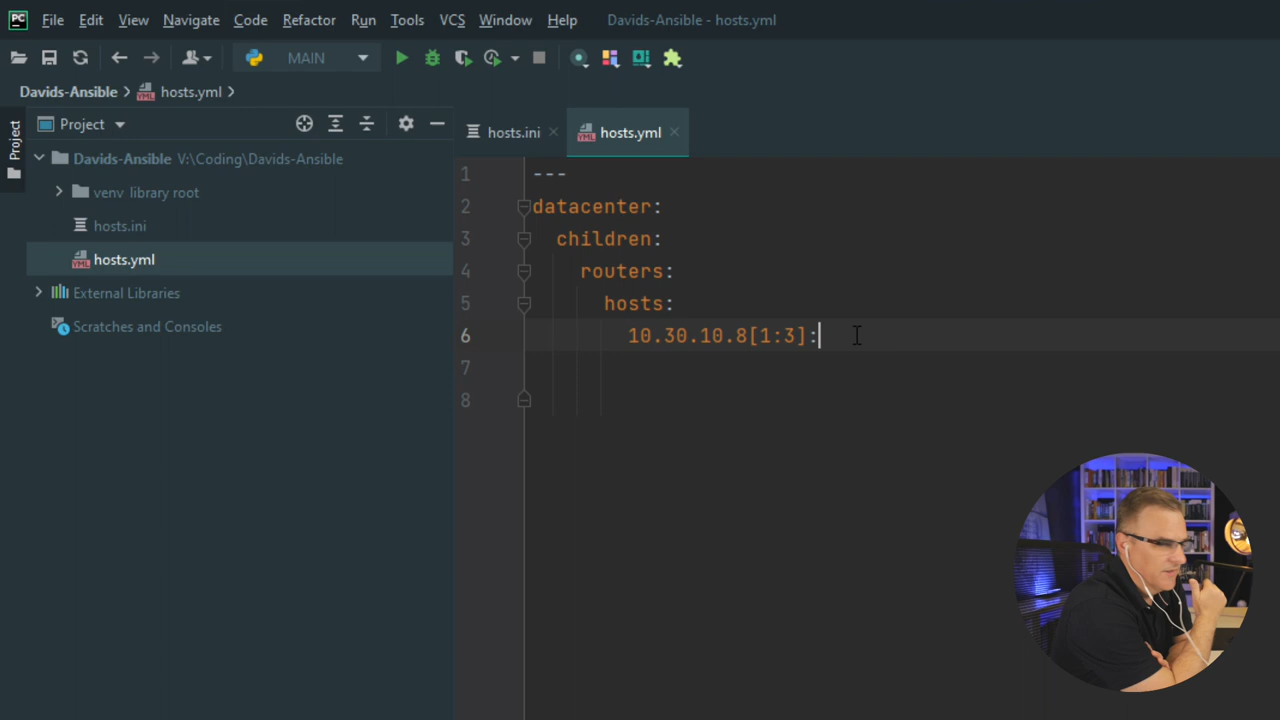 PC File Edit View Navigate Code Refactor Run Tools VCS Window Help Davids-Ansible - hosts.yml
MAIN
Davids-Ansible hosts.yml
Project
Project
Davids-Ansible V:\Coding\Davids-Ansible
venv library root
hosts.ini
hosts.yml
External Libraries
Scratches and Consoles
hosts.ini hosts.yml
1 ---
2 datacenter:
3 children:
4 routers:
5 hosts:
6 10.30.10.8[1:3]:
7
8